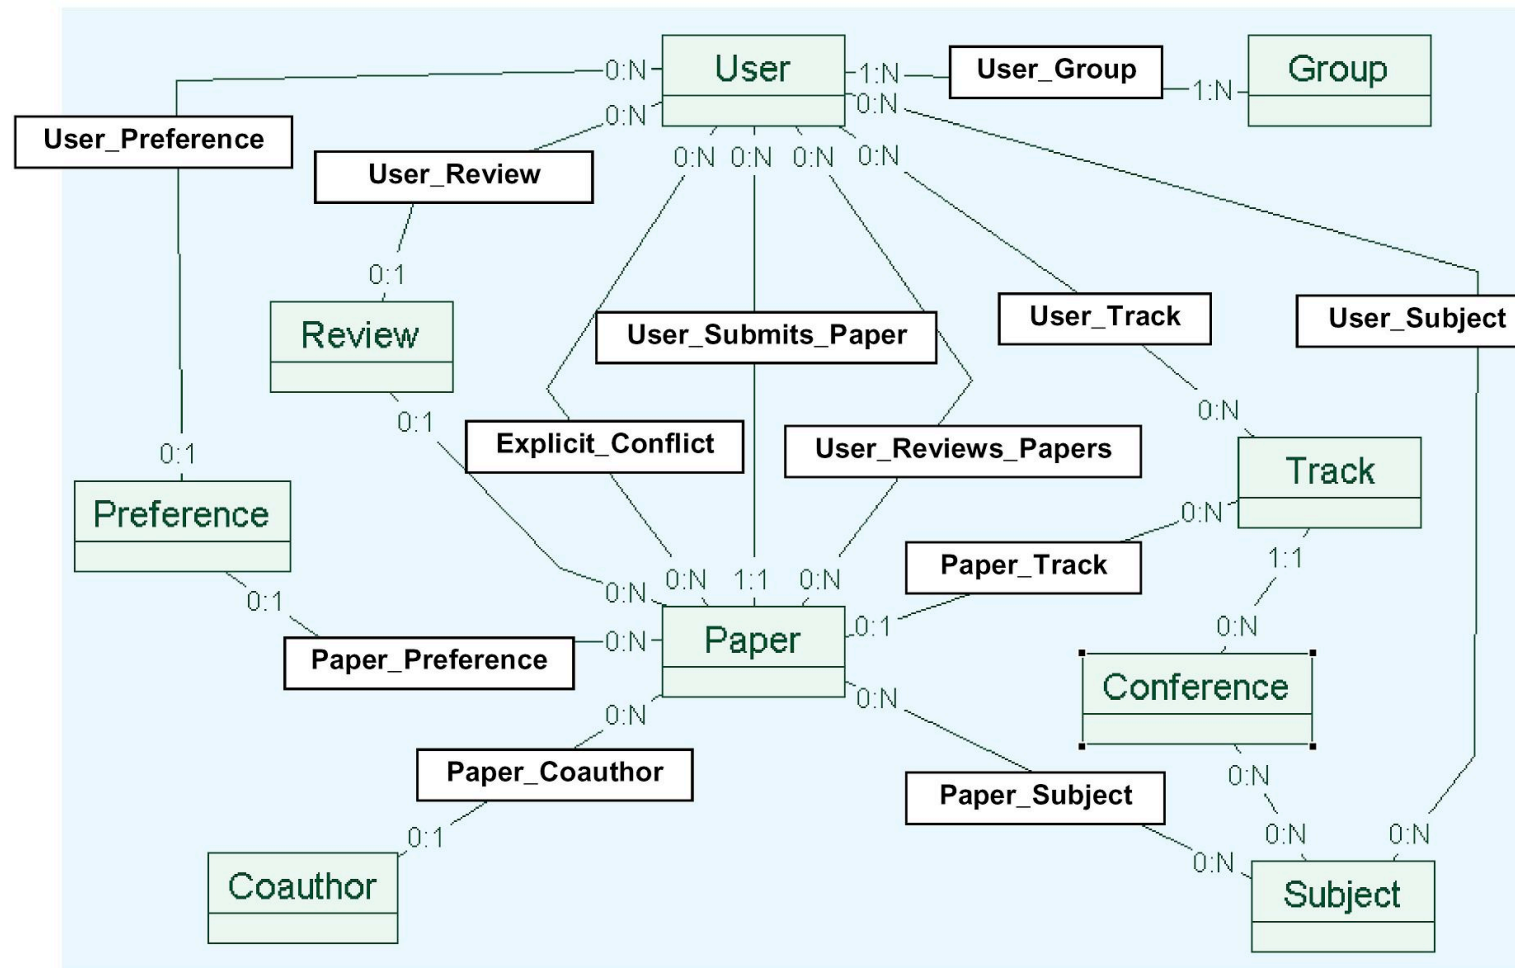 0:N
User
1:N
User_Group
1:N
Group
0:N
0:N
User_Preference
User_Review
0:N
0:N
0:N
0:N
0:1
Review
User_Submits_Paper
User_Track
User_Subject
0:1
0:N
0:1
Explicit_Conflict
User_Reviews_Papers
Track
Preference
0:N
Paper_Track
1:1
0:1
0:N
0:N
1:1
0:N
0:1
0:N
Paper_Preference
0:N
Paper
Conference
0:N
0:N
Paper_Coauthor
Paper_Subject
0:N
0:1
0:N
0:N
0:N
Coauthor
Subject